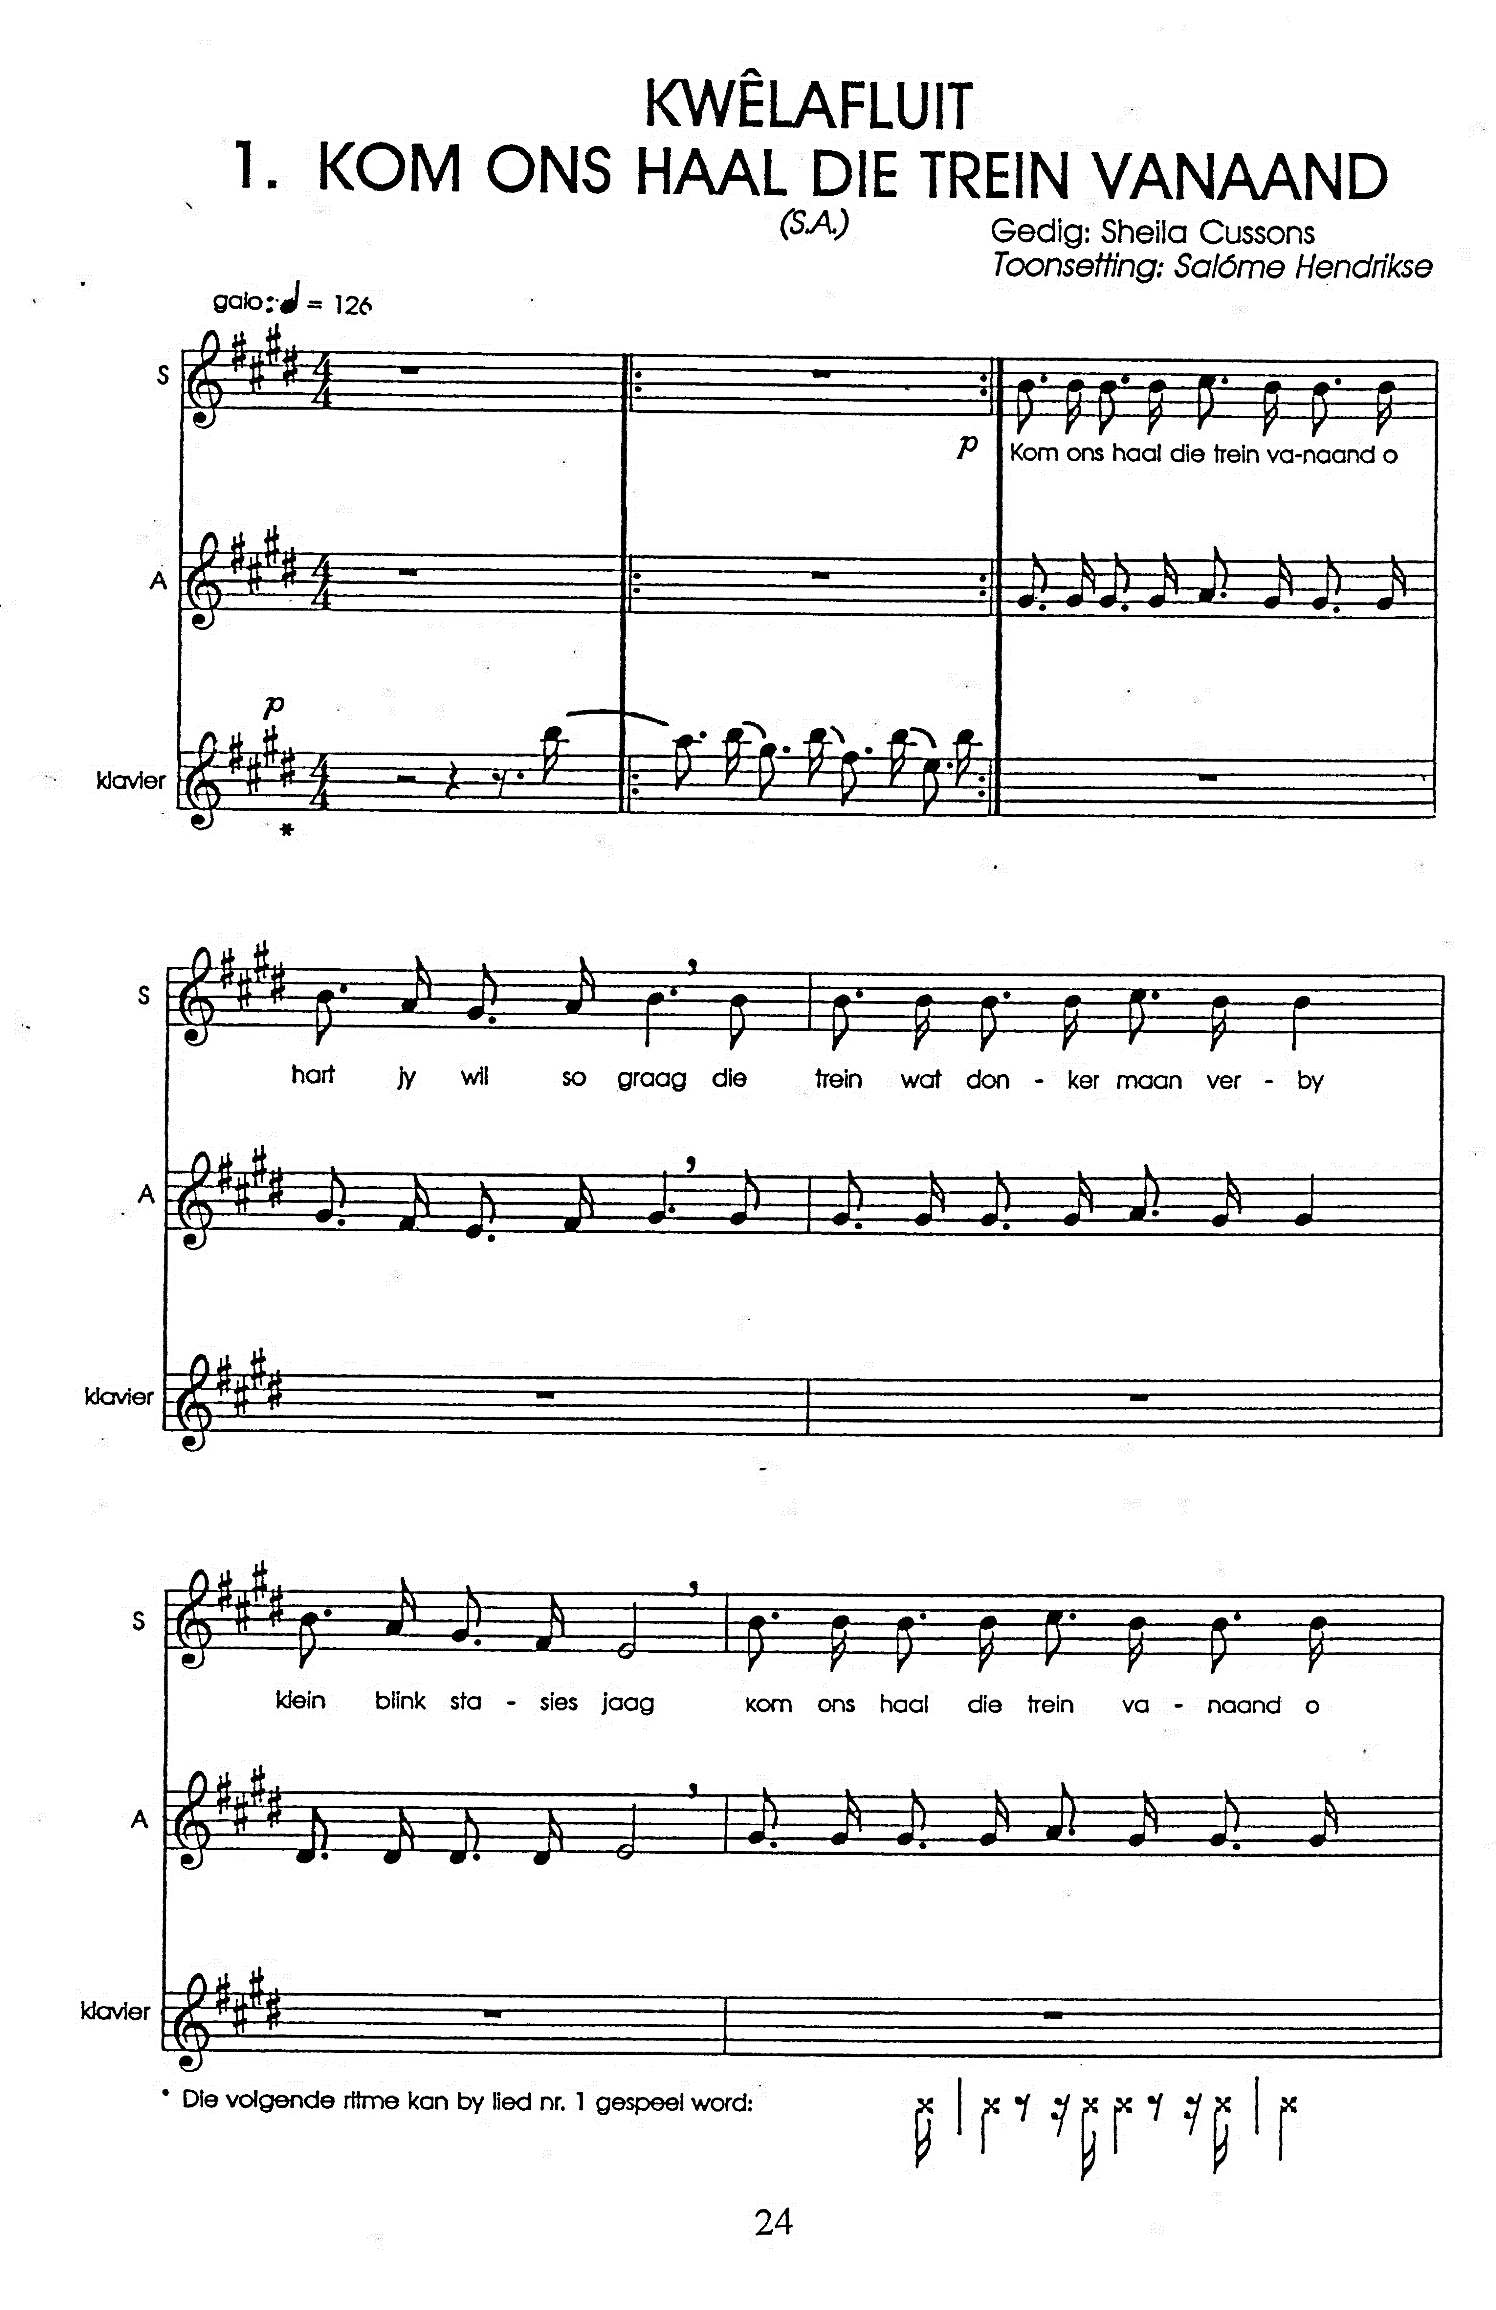 KWÊLAFLUIT
1. KOM ONS HAAL DIE TREIN VANAAND
(S.A.)
Gedig: Sheila Cussons
Toonsetting: Salóme Hendrikse
gaio: = 126
S
p
Kom ons haal die trein va-naand o
A
p
klavier
*
S
hart jy wil so graag die trein wat don - ker maan ver - by
A
klavier
S
klein blink sta - sies jaag kom ons haal die trein va - naand o
A
klavier
* Die volgende ritme kan by lied nr. 1 gespeel word:
24